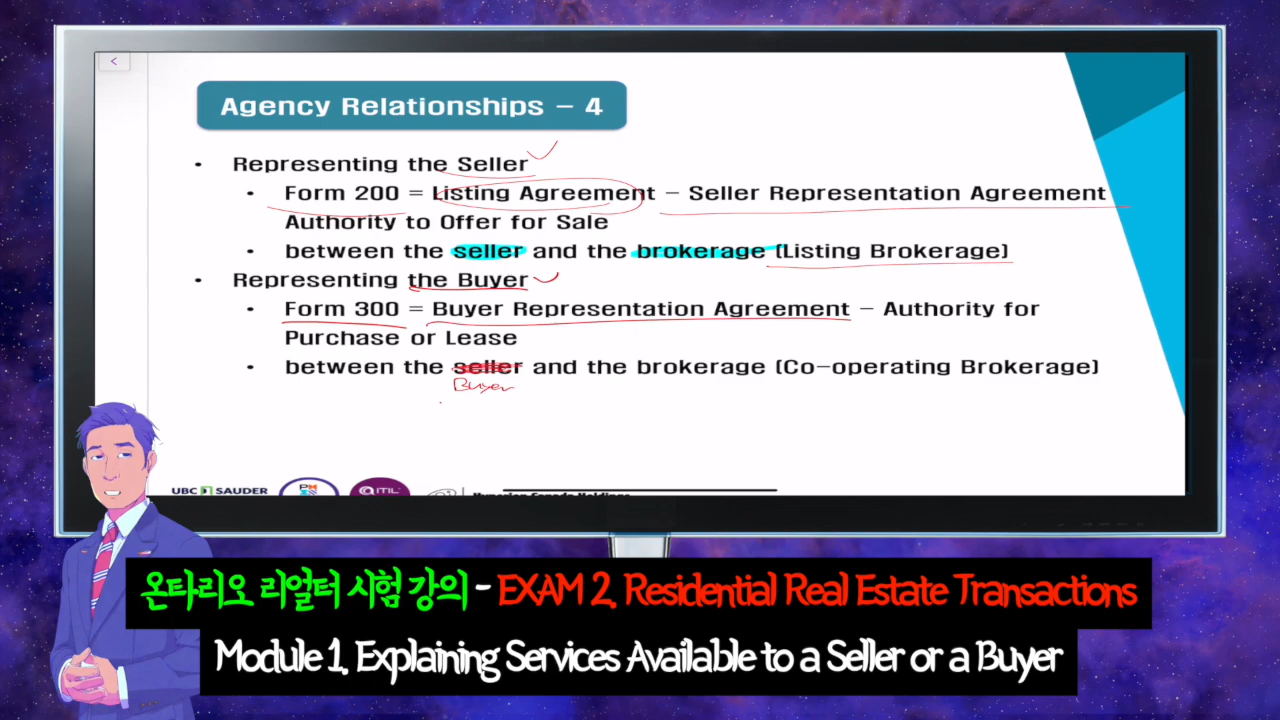 <
Agency Relationships – 4
• Representing the Seller
• Form 200 = Listing Agreement – Seller Representation Agreement
Authority to Offer for Sale
• between the seller and the brokerage (Listing Brokerage)
• Representing the Buyer
• Form 300 = Buyer Representation Agreement – Authority for
Purchase or Lease
• between the seller and the brokerage (Co-operating Brokerage)
Buyer
UBC SAUDER
PM
ITIL
온타리오 리얼터 시험 강의 - EXAM 2. Residential Real Estate Transactions
Module 1. Explaining Services Available to a Seller or a Buyer